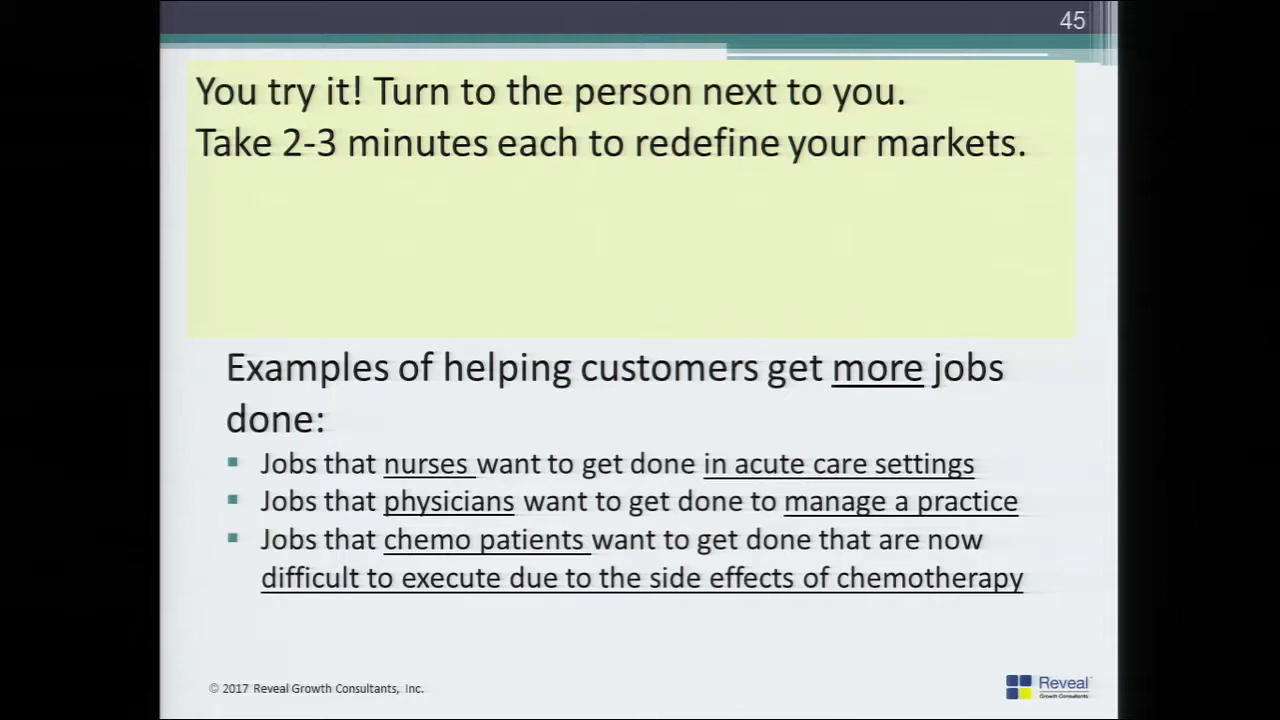 45
You try it! Turn to the person next to you.
Take 2-3 minutes each to redefine your markets.
Examples of helping customers get more jobs
done:
Jobs that nurses want to get done in acute care settings
Jobs that physicians want to get done to manage a practice
Jobs that chemo patients want to get done that are now
difficult to execute due to the side effects of chemotherapy
© 2017 Reveal Growth Consultants, Inc.
Reveal
Growth Consultants